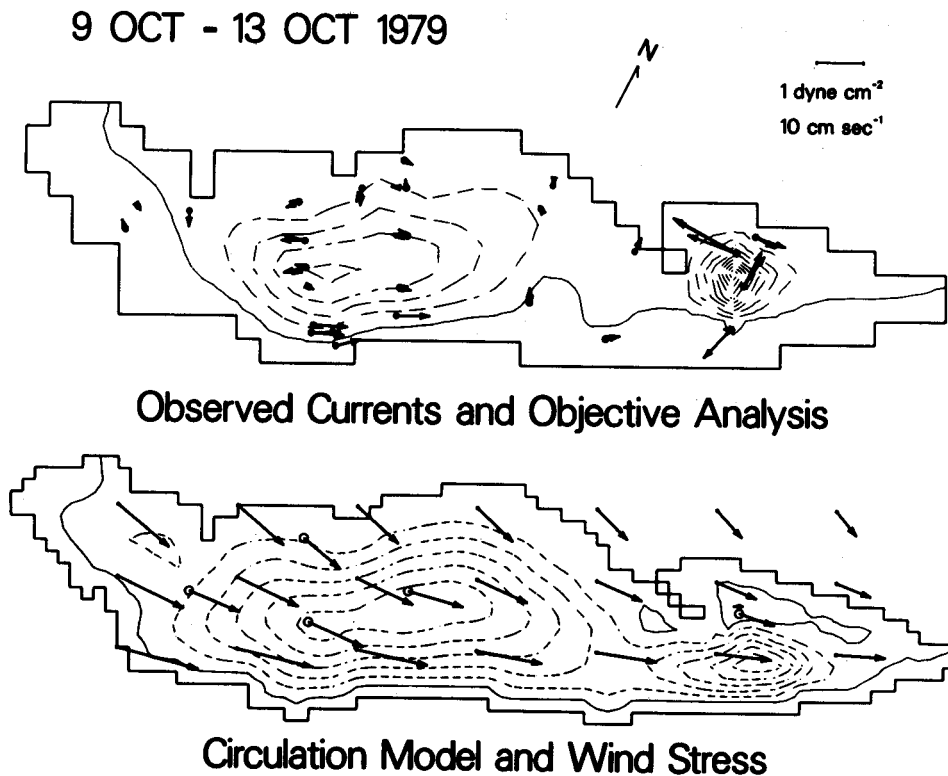 9 OCT - 13 OCT 1979
N
1 dyne cm⁻²
10 cm sec⁻¹
Observed Currents and Objective Analysis
Circulation Model and Wind Stress